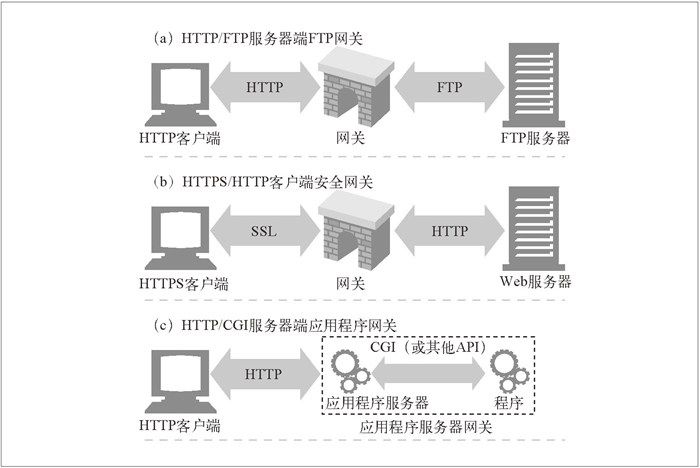 （a）HTTP/FTP服务器端FTP网关
HTTP
FTP
HTTP客户端
网关
FTP服务器
（b）HTTPS/HTTP客户端安全网关
SSL
HTTP
HTTPS客户端
网关
Web服务器
（c）HTTP/CGI服务器端应用程序网关
CGI（或其他API）
HTTP
应用程序服务器
程序
HTTP客户端
应用程序服务器网关